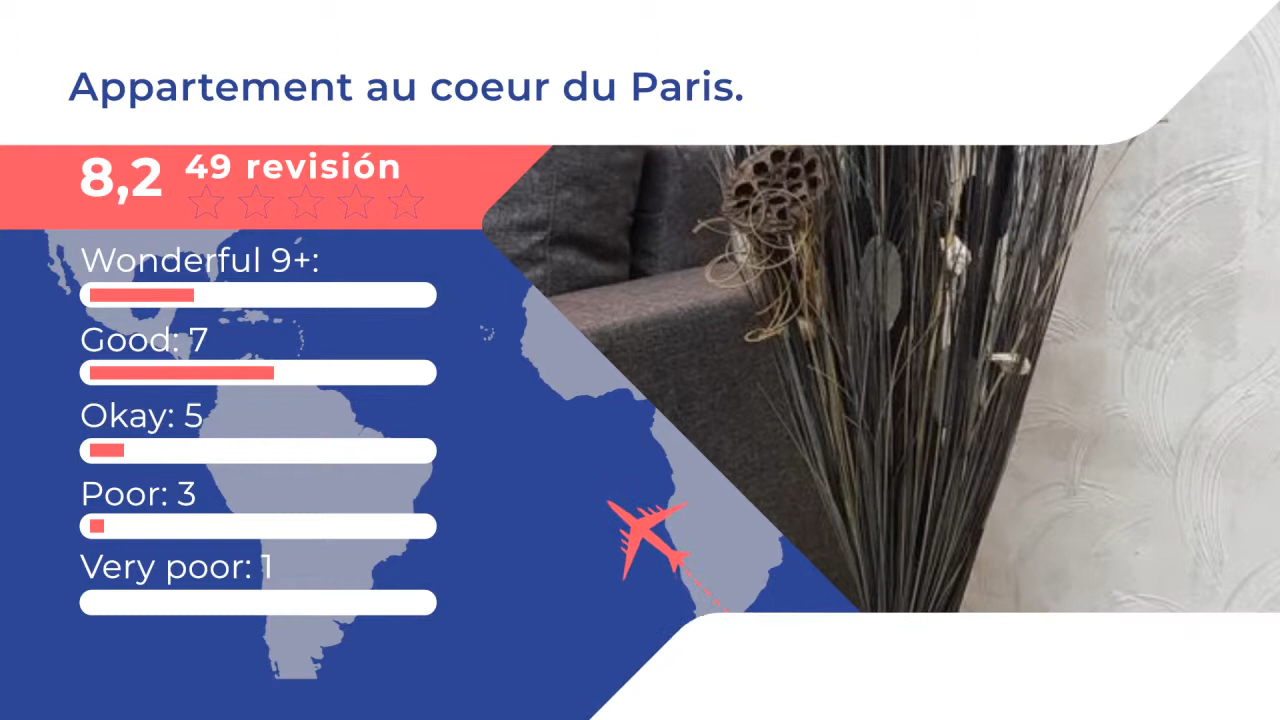 Appartement au coeur du Paris.
8,2
49 revisión
Wonderful 9+:
Good: 7
Okay: 5
Poor: 3
Very poor: 1